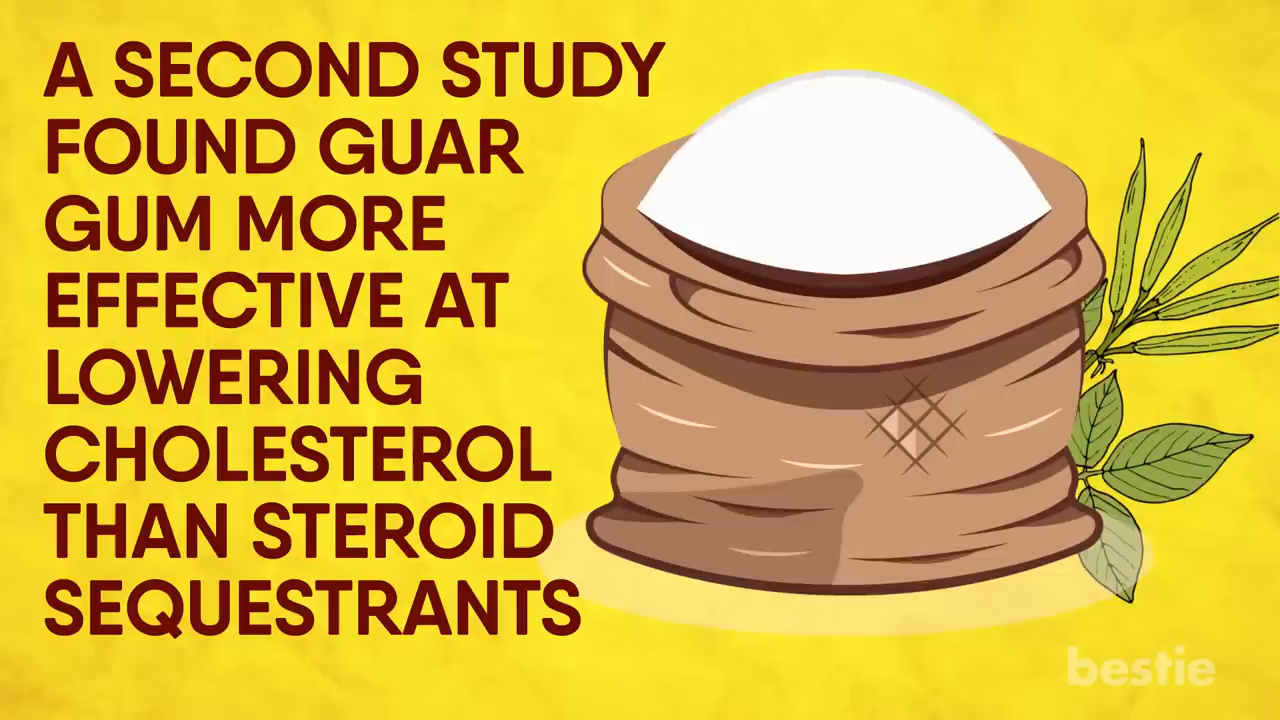 A SECOND STUDY
FOUND GUAR
GUM MORE
EFFECTIVE AT
LOWERING
CHOLESTEROL
THAN STEROID
SEQUESTRANTS
bestie